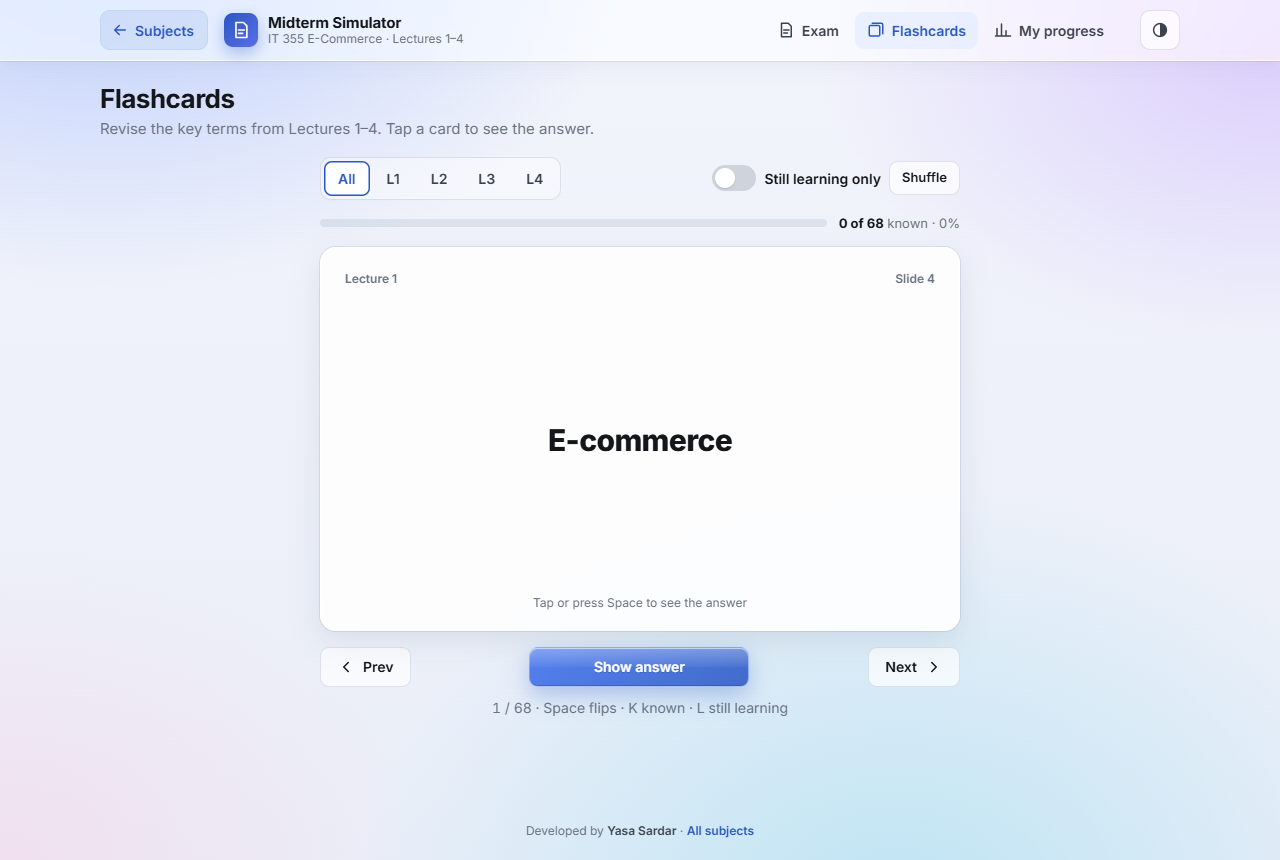 Subjects
Midterm Simulator
IT 355 E-Commerce · Lectures 1–4
Exam
Flashcards
My progress
Flashcards
Revise the key terms from Lectures 1–4. Tap a card to see the answer.
All L1 L2 L3 L4
Still learning only
Shuffle
0 of 68 known · 0%
Lecture 1
Slide 4
E-commerce
Tap or press Space to see the answer
Prev
Show answer
Next
1 / 68 · Space flips · K known · L still learning
Developed by Yasa Sardar · All subjects